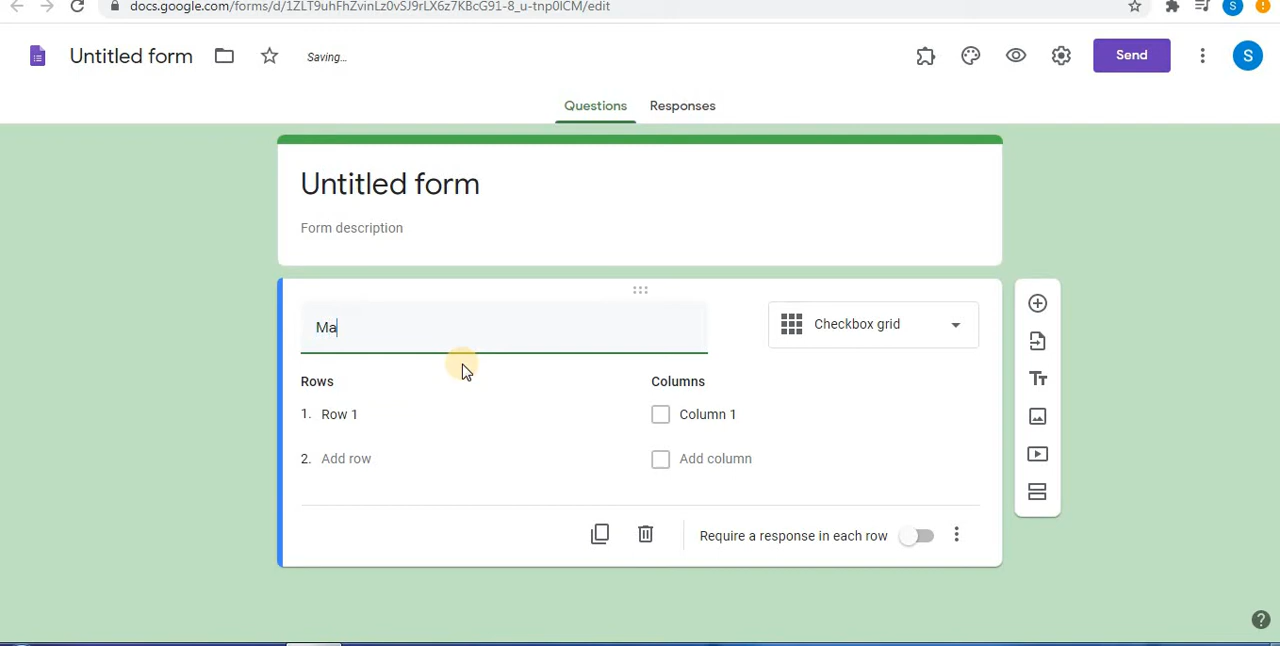 docs.google.com/forms/d/1ZLT9uhFhZvinLz0vSJ9rLX6z7KBcG91-8_u-tnp0lCM/edit
S
Untitled form
Saving...
Send
S
Questions
Responses
Untitled form
Form description
Ma
Checkbox grid
Rows
Columns
1. Row 1
Column 1
2. Add row
Add column
Require a response in each row